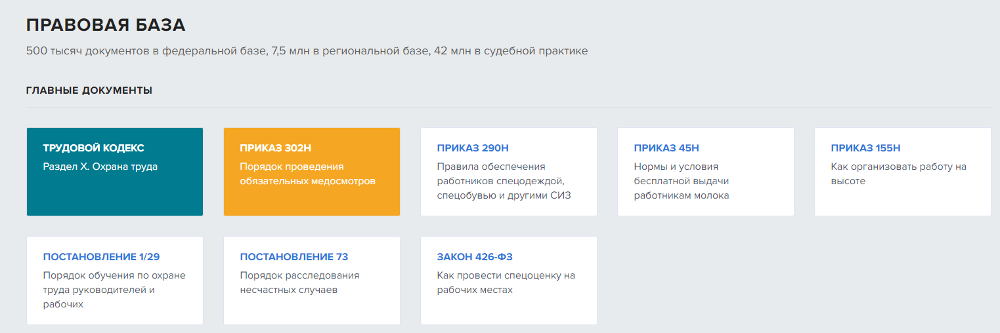 ПРАВОВАЯ БАЗА
500 тысяч документов в федеральной базе, 7,5 млн в региональной базе, 42 млн в судебной практике
ГЛАВНЫЕ ДОКУМЕНТЫ
ТРУДОВОЙ КОДЕКС
Раздел X. Охрана труда
ПРИКАЗ 302Н
Порядок проведения
обязательных медосмотров
ПРИКАЗ 290Н
Правила обеспечения
работников спецодеждой,
спецобувью и другими СИЗ
ПРИКАЗ 45Н
Нормы и условия
бесплатной выдачи
работникам молока
ПРИКАЗ 155Н
Как организовать работу на
высоте
ПОСТАНОВЛЕНИЕ 1/29
Порядок обучения по охране
труда руководителей и
рабочих
ПОСТАНОВЛЕНИЕ 73
Порядок расследования
несчастных случаев
ЗАКОН 426-ФЗ
Как провести спецоценку на
рабочих местах